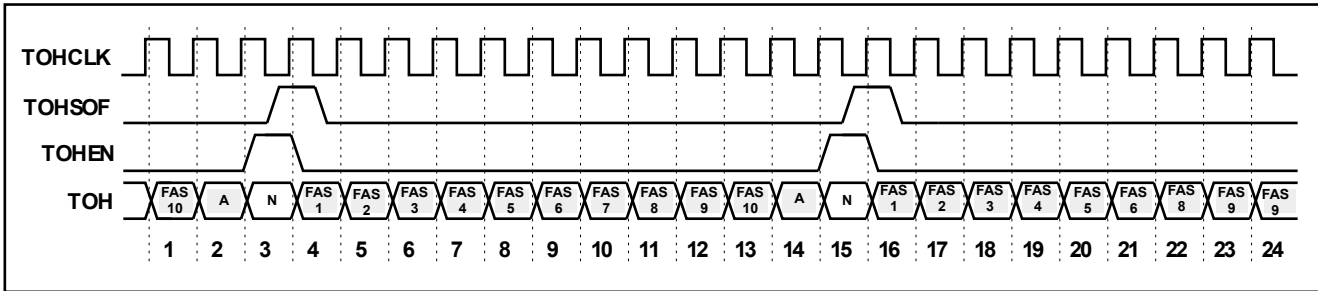 TOHCLK
TOHSOF
TOHEN
TOH FAS 10 A N FAS 1 FAS 2 FAS 3 FAS 4 FAS 5 FAS 6 FAS 7 FAS 8 FAS 9 FAS 10 A N FAS 1 FAS 2 FAS 3 FAS 4 FAS 5 FAS 6 FAS 8 FAS 9 FAS 9
1 2 3 4 5 6 7 8 9 10 11 12 13 14 15 16 17 18 19 20 21 22 23 24